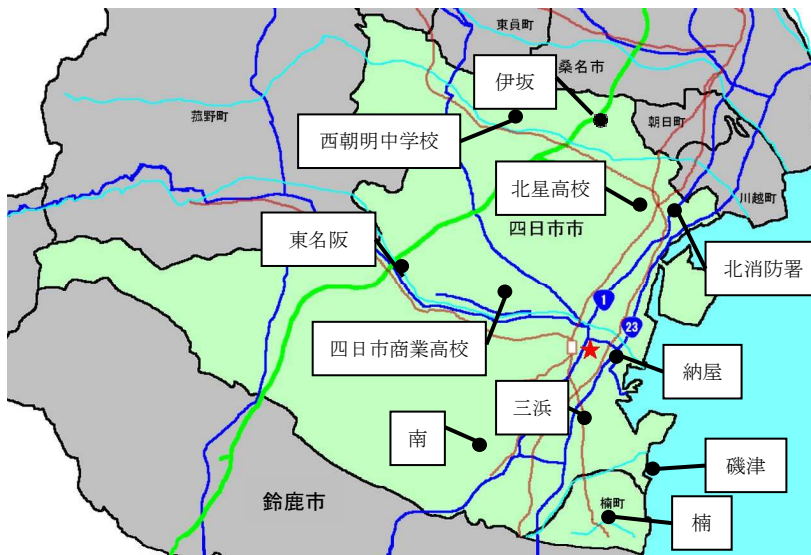 東員町
桑名市
伊坂
菰野町
西朝明中学校
朝日町
北星高校
川越町
四日市市
東名阪
北消防署
1
23
四日市商業高校
納屋
三浜
南
磯津
鈴鹿市
楠町
楠